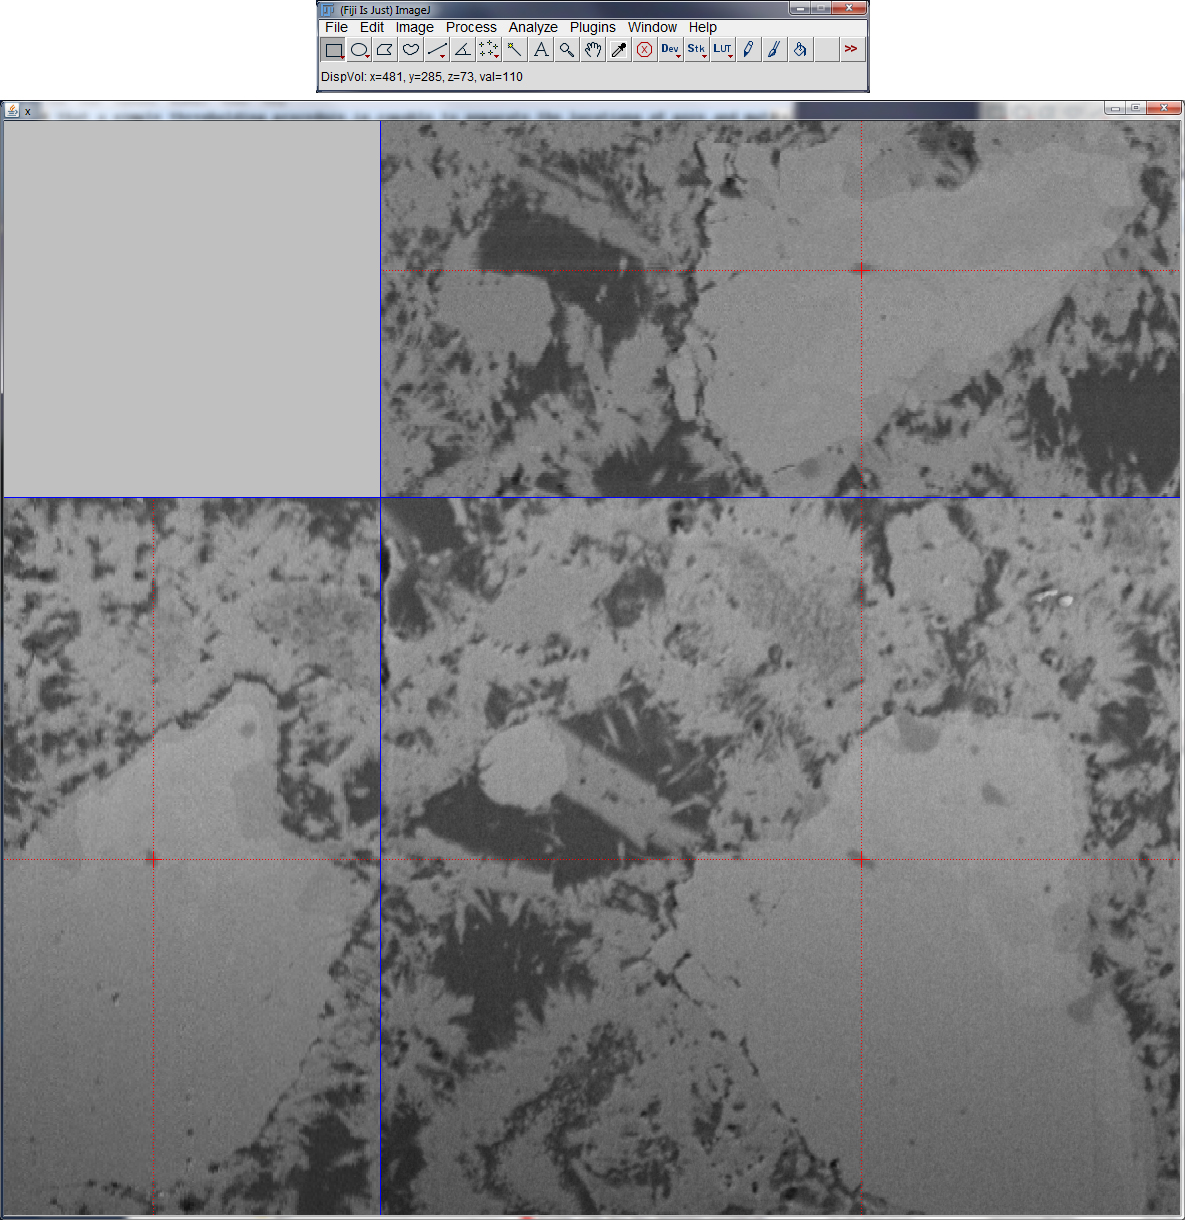 (Fiji Is Just) ImageJ
File Edit Image Process Analyze Plugins Window Help
A Dev Stk LUT >>
DispVol: x=481, y=285, z=73, val=110
x